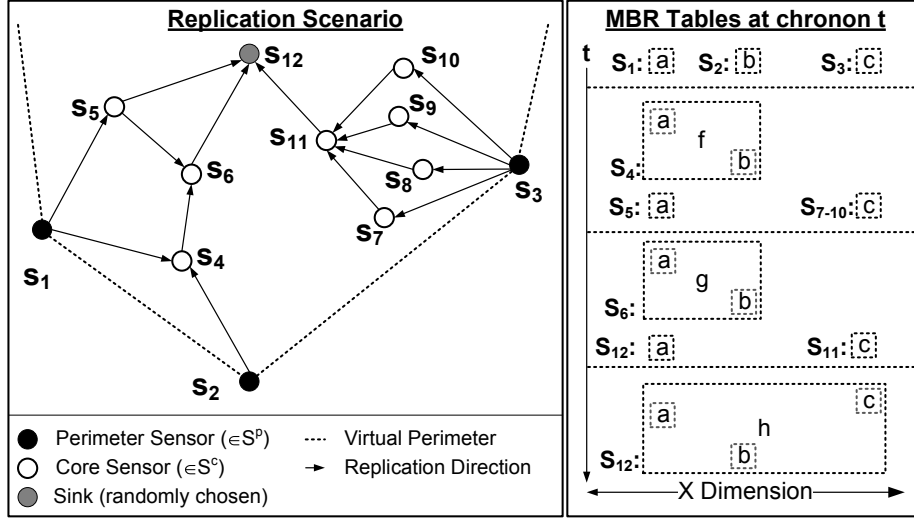 Replication Scenario
S12
S10
S5
S9
S11
S6
S8
S3
S7
S4
S1
S2
Perimeter Sensor (∈Sᵖ)
Virtual Perimeter
Core Sensor (∈Sᶜ)
Replication Direction
Sink (randomly chosen)
MBR Tables at chronon t
t
S1: a
S2: b
S3: c
a
f
S4: b
S5: a
S7-10: c
a
g
S6: b
S12: a
S11: c
a
c
h
S12: b
X Dimension